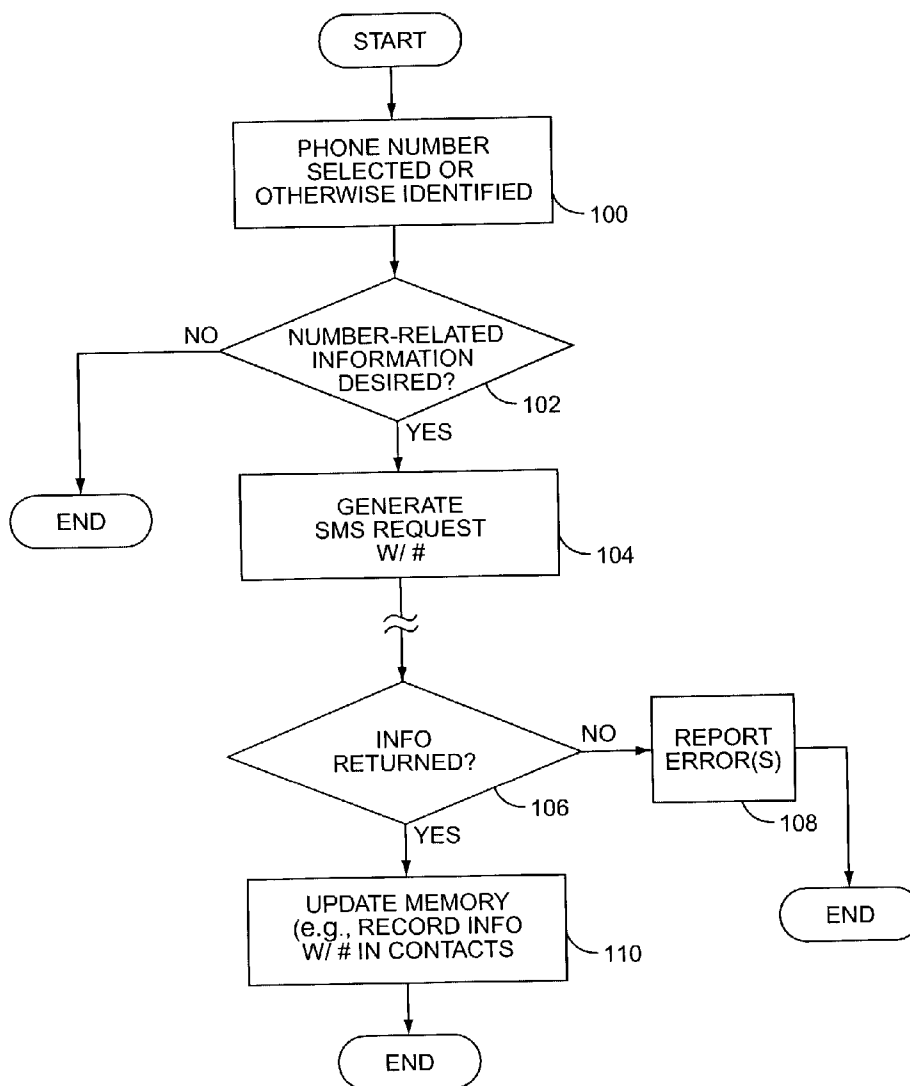 START
PHONE NUMBER
SELECTED OR
OTHERWISE IDENTIFIED
100
NO
NUMBER-RELATED
INFORMATION
DESIRED?
102
YES
END
GENERATE
SMS REQUEST
W/ #
104
INFO
RETURNED?
NO
106
REPORT
ERROR(S)
108
YES
END
UPDATE MEMORY
(e.g., RECORD INFO
W/ # IN CONTACTS
110
END